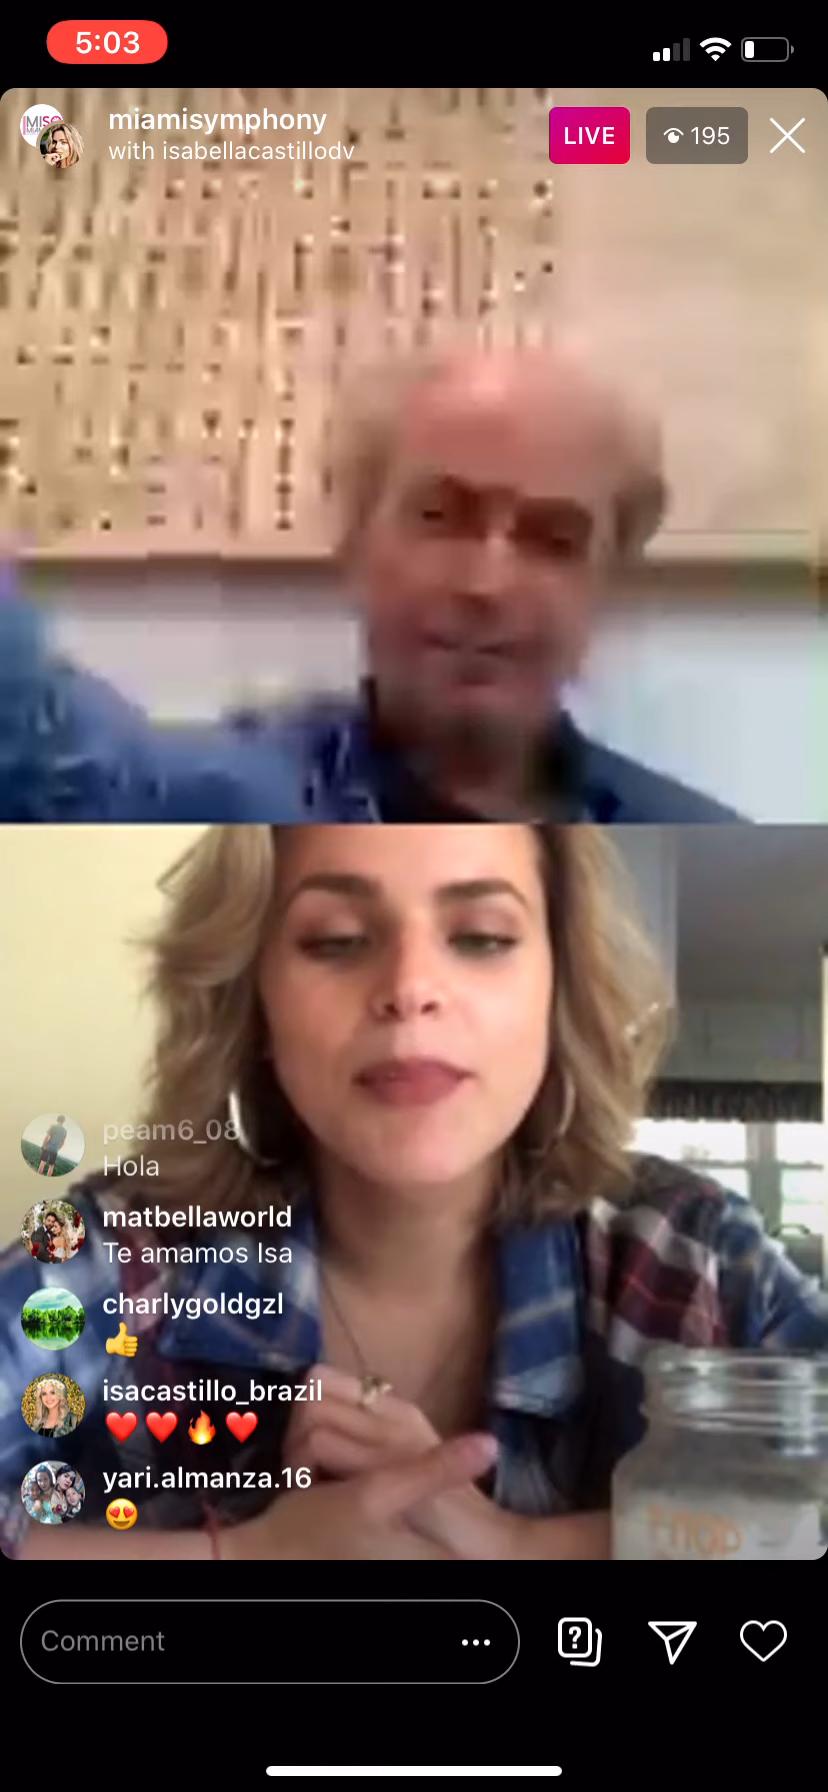 5:03
miamisymphony
with isabellacastillodv
LIVE
195
peam6_08
Hola
matbellaworld
Te amamos Isa
charlygoldgzl
👍
isacastillo_brazil
❤️❤️🔥❤️
yari.almanza.16
😍
Comment